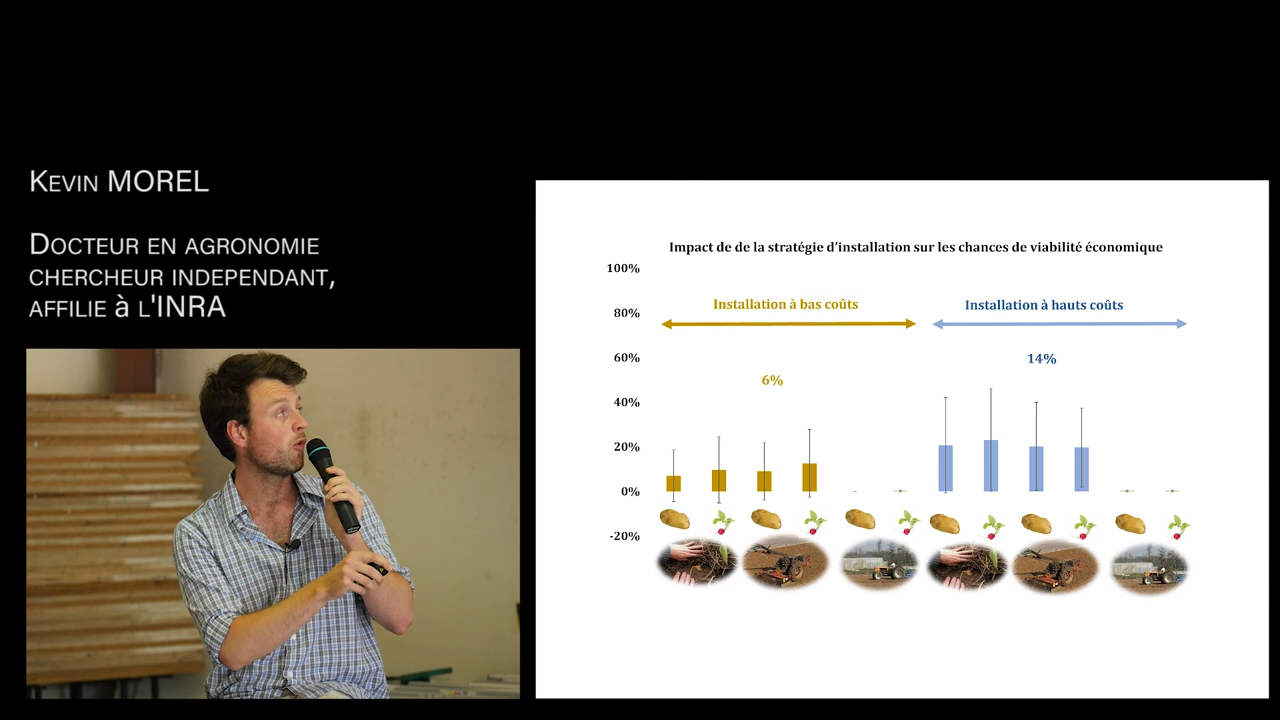 Kevin MOREL
Docteur en agronomie
chercheur independant,
affilie à l'INRA
Impact de de la stratégie d'installation sur les chances de viabilité économique
100%
80%
60%
40%
20%
0%
-20%
Installation à bas coûts
Installation à hauts coûts
6%
14%